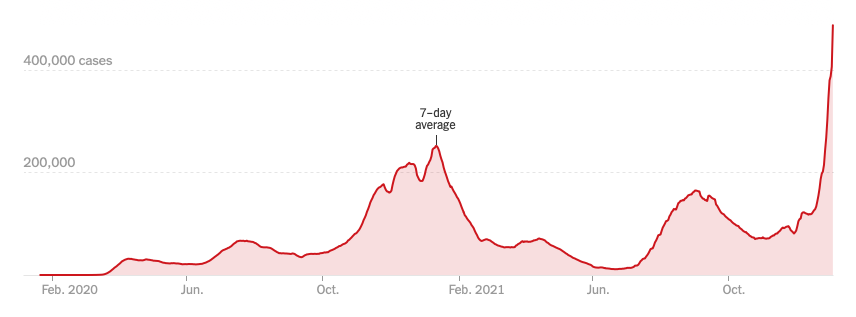 400,000 cases
7–day
average
200,000
Feb. 2020
Jun.
Oct.
Feb. 2021
Jun.
Oct.